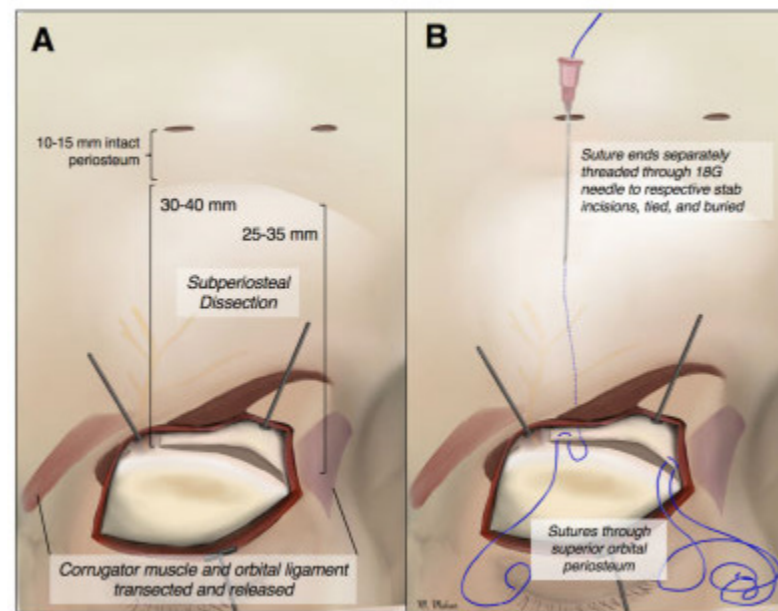 A
10-15 mm intact
periosteum
30-40 mm
25-35 mm
Subperiosteal
Dissection
Corrugator muscle and orbital ligament
transected and released
B
Suture ends separately
threaded through 18G
needle to respective stab
incisions, tied, and buried
Sutures through
superior orbital
periosteum